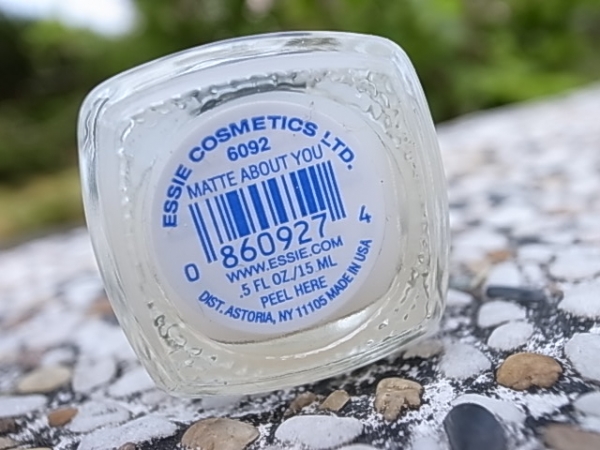 ESSIE COSMETICS LTD.
6092
MATTE ABOUT YOU
0 860927 4
WWW.ESSIE.COM
.5 FL OZ./15 ML
PEEL HERE
DIST. ASTORIA, NY 11105 MADE IN USA